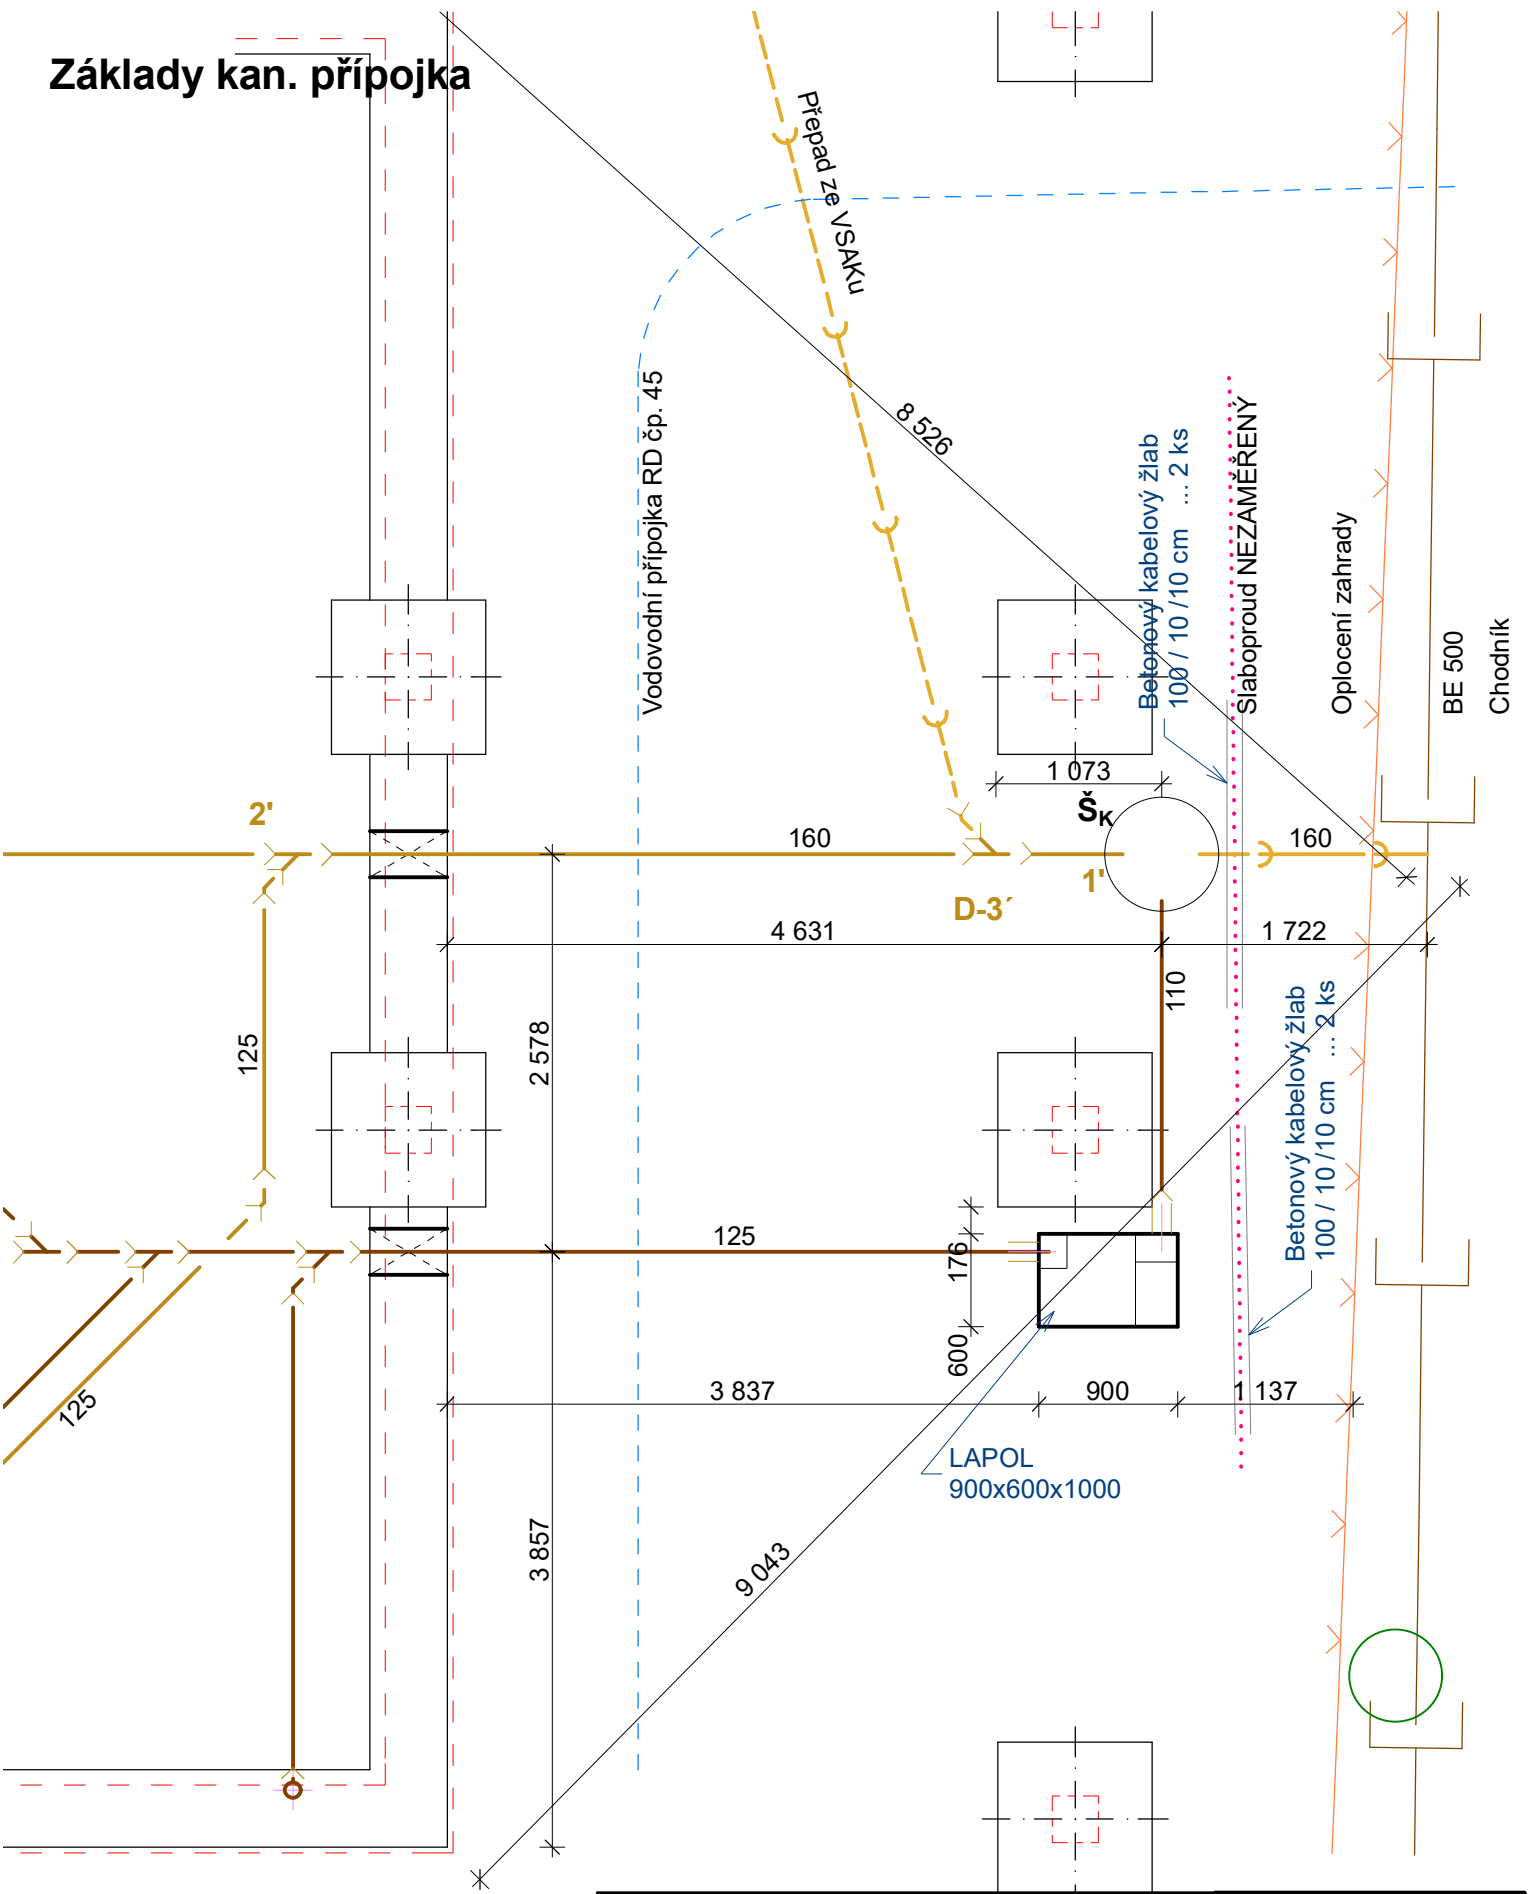 Základy kan. přípojka
Přepad ze VSAKu
Vodovodní přípojka RD čp. 45
8 526
Betonový kabelový žlab
100 / 10 /10 cm ... 2 ks
Slaboproud NEZAMĚŘENÝ
Oplocení zahrady
BE 500
Chodník
1 073
2'
ŠK
160
160
1'
D-3´
4 631
1 722
110
125
2 578
Betonový kabelový žlab
100 / 10 /10 cm ... 2 ks
125
176
600
3 837
900
1 137
125
LAPOL
900x600x1000
3 857
9 043